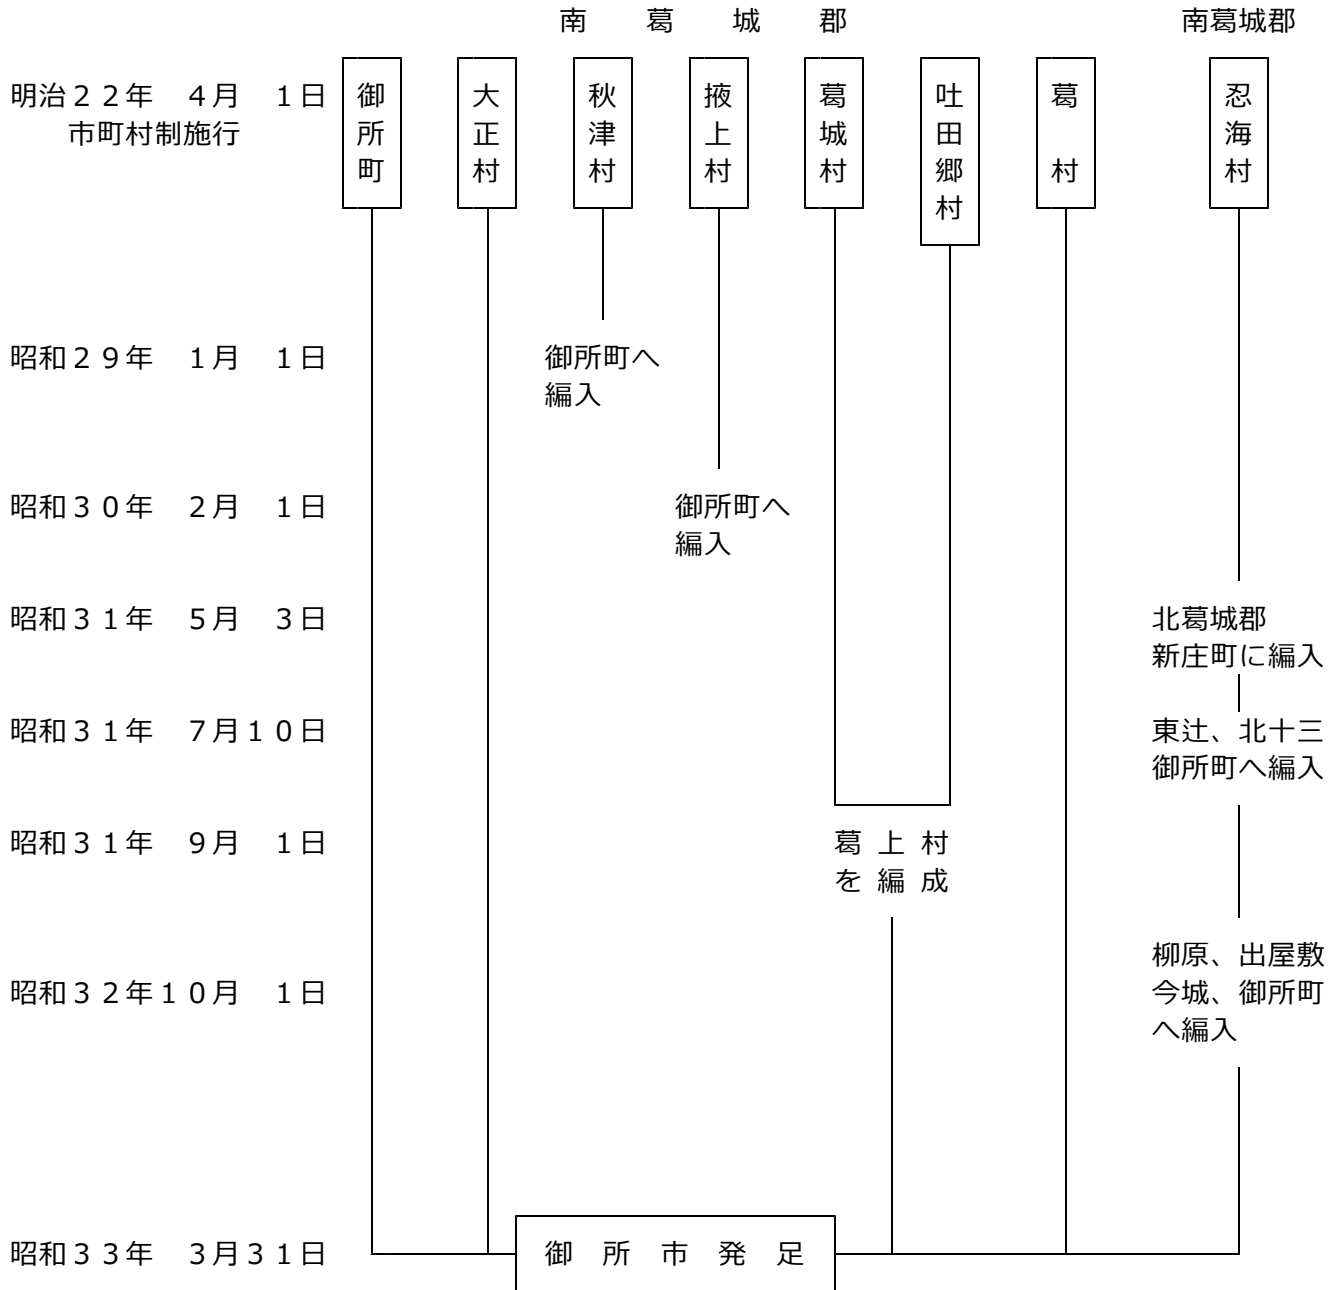 南　葛　城　郡
南葛城郡
明治２２年　４月　１日
市町村制施行
御所町
大正村
秋津村
掖上村
葛城村
吐田郷村
葛　村
忍海村
昭和２９年　１月　１日
御所町へ
編入
昭和３０年　２月　１日
御所町へ
編入
昭和３１年　５月　３日
北葛城郡
新庄町に編入
昭和３１年　７月１０日
東辻、北十三
御所町へ編入
昭和３１年　９月　１日
葛 上 村
を 編 成
昭和３２年１０月　１日
柳原、出屋敷
今城、御所町
へ編入
昭和３３年　３月３１日
御　所　市　発　足